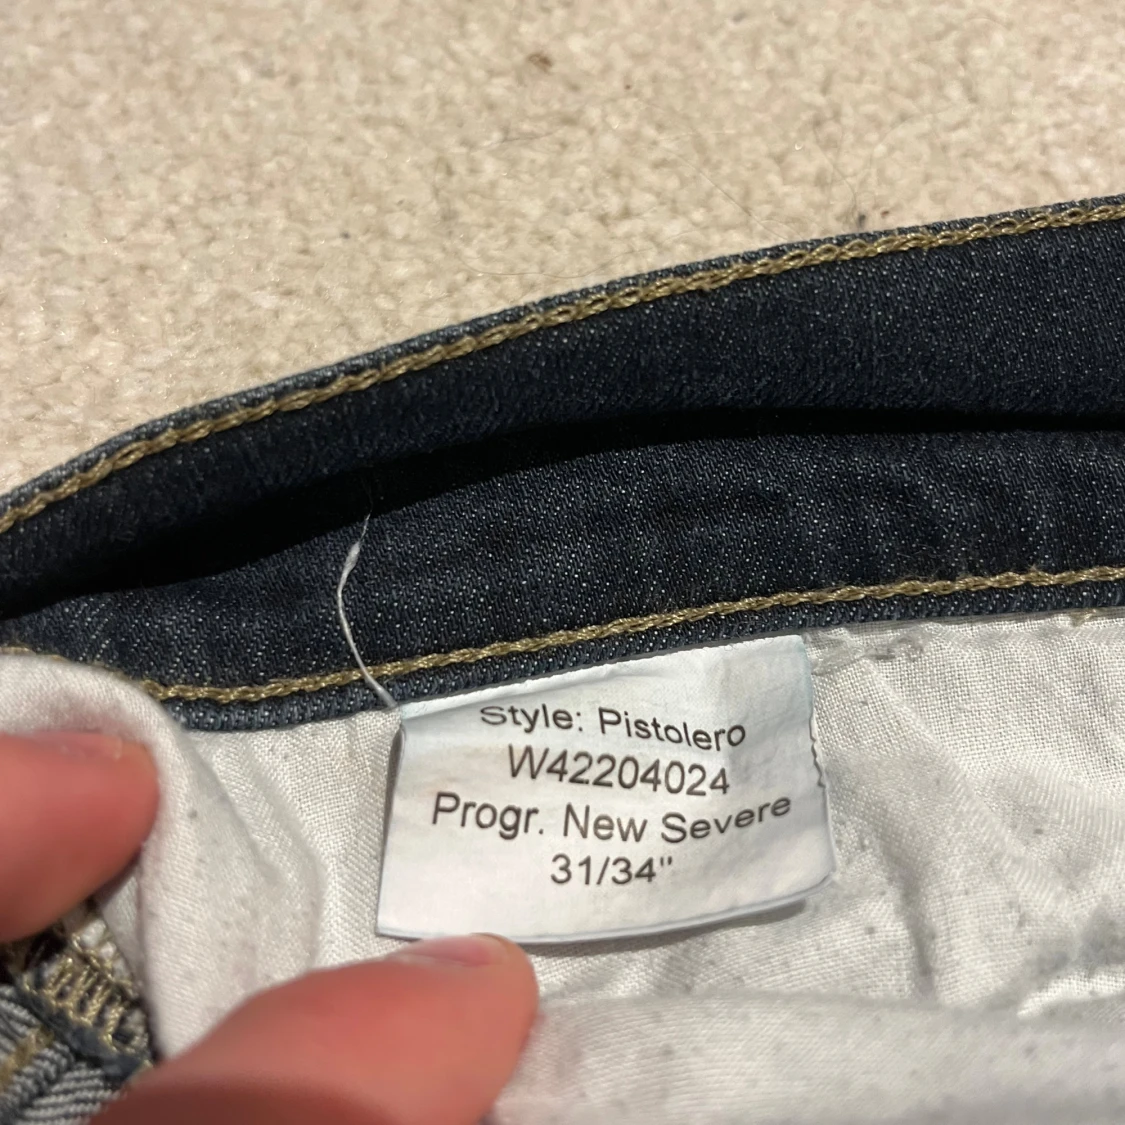 Style: Pistolero
W42204024
Progr. New Severe
31/34"